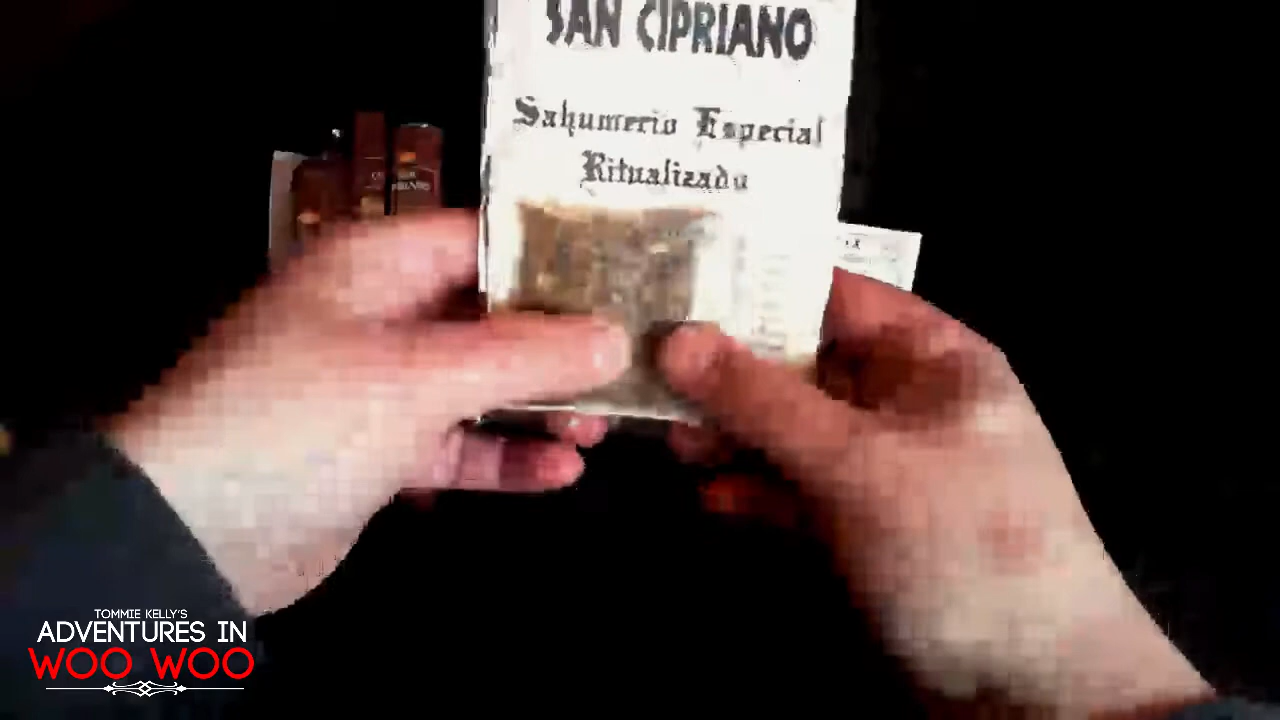 SAN CIPRIANO
Sahumerio Especial
Ritualizado
TOMMIE KELLY'S
ADVENTURES IN
WOO WOO